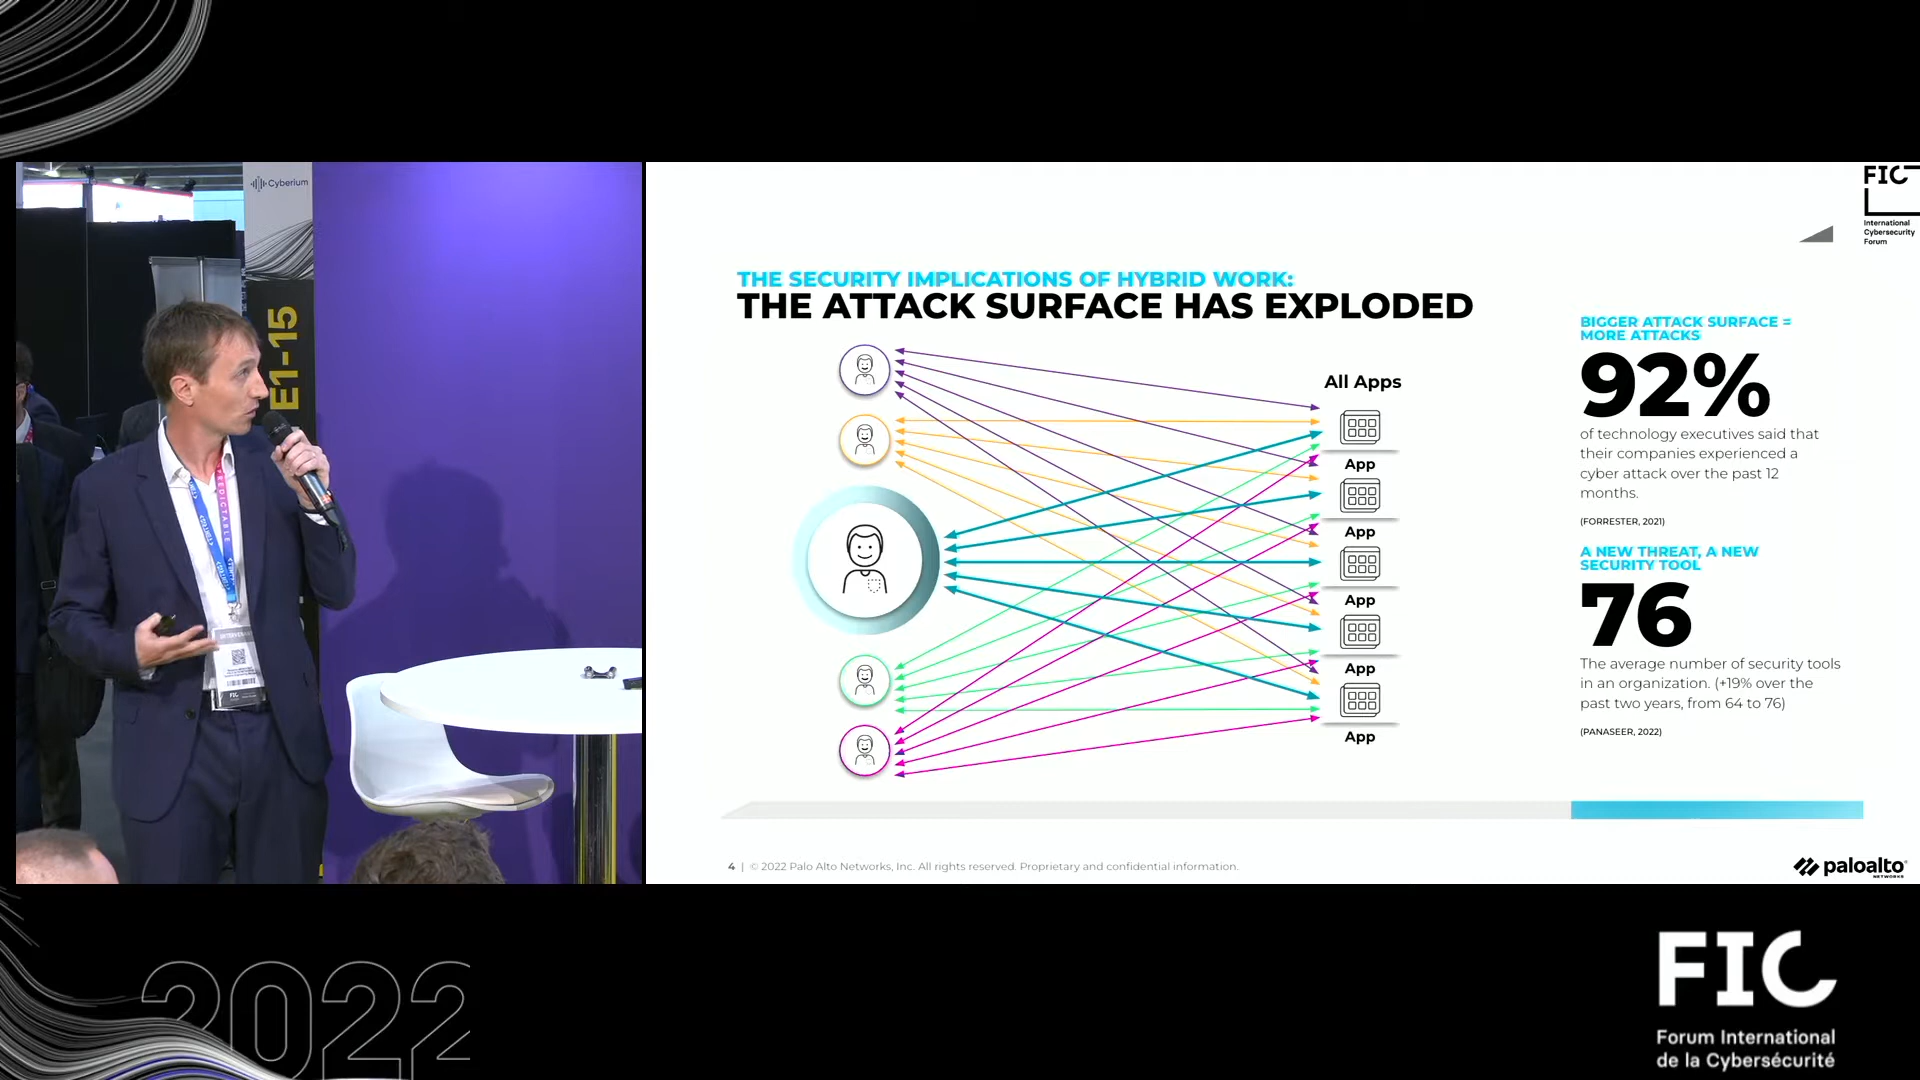 Cyberium
E1-15
FIC
International
Cybersecurity
Forum
THE SECURITY IMPLICATIONS OF HYBRID WORK:
THE ATTACK SURFACE HAS EXPLODED
All Apps
App
App
App
App
App
BIGGER ATTACK SURFACE =
MORE ATTACKS
92%
of technology executives said that
their companies experienced a
cyber attack over the past 12
months.
(FORRESTER, 2021)
A NEW THREAT, A NEW
SECURITY TOOL
76
The average number of security tools
in an organization. (+19% over the
past two years, from 64 to 76)
(PANASEER, 2022)
4 | © 2022 Palo Alto Networks, Inc. All rights reserved. Proprietary and confidential information.
paloalto
NETWORKS
2022
FIC
Forum International
de la Cybersécurité